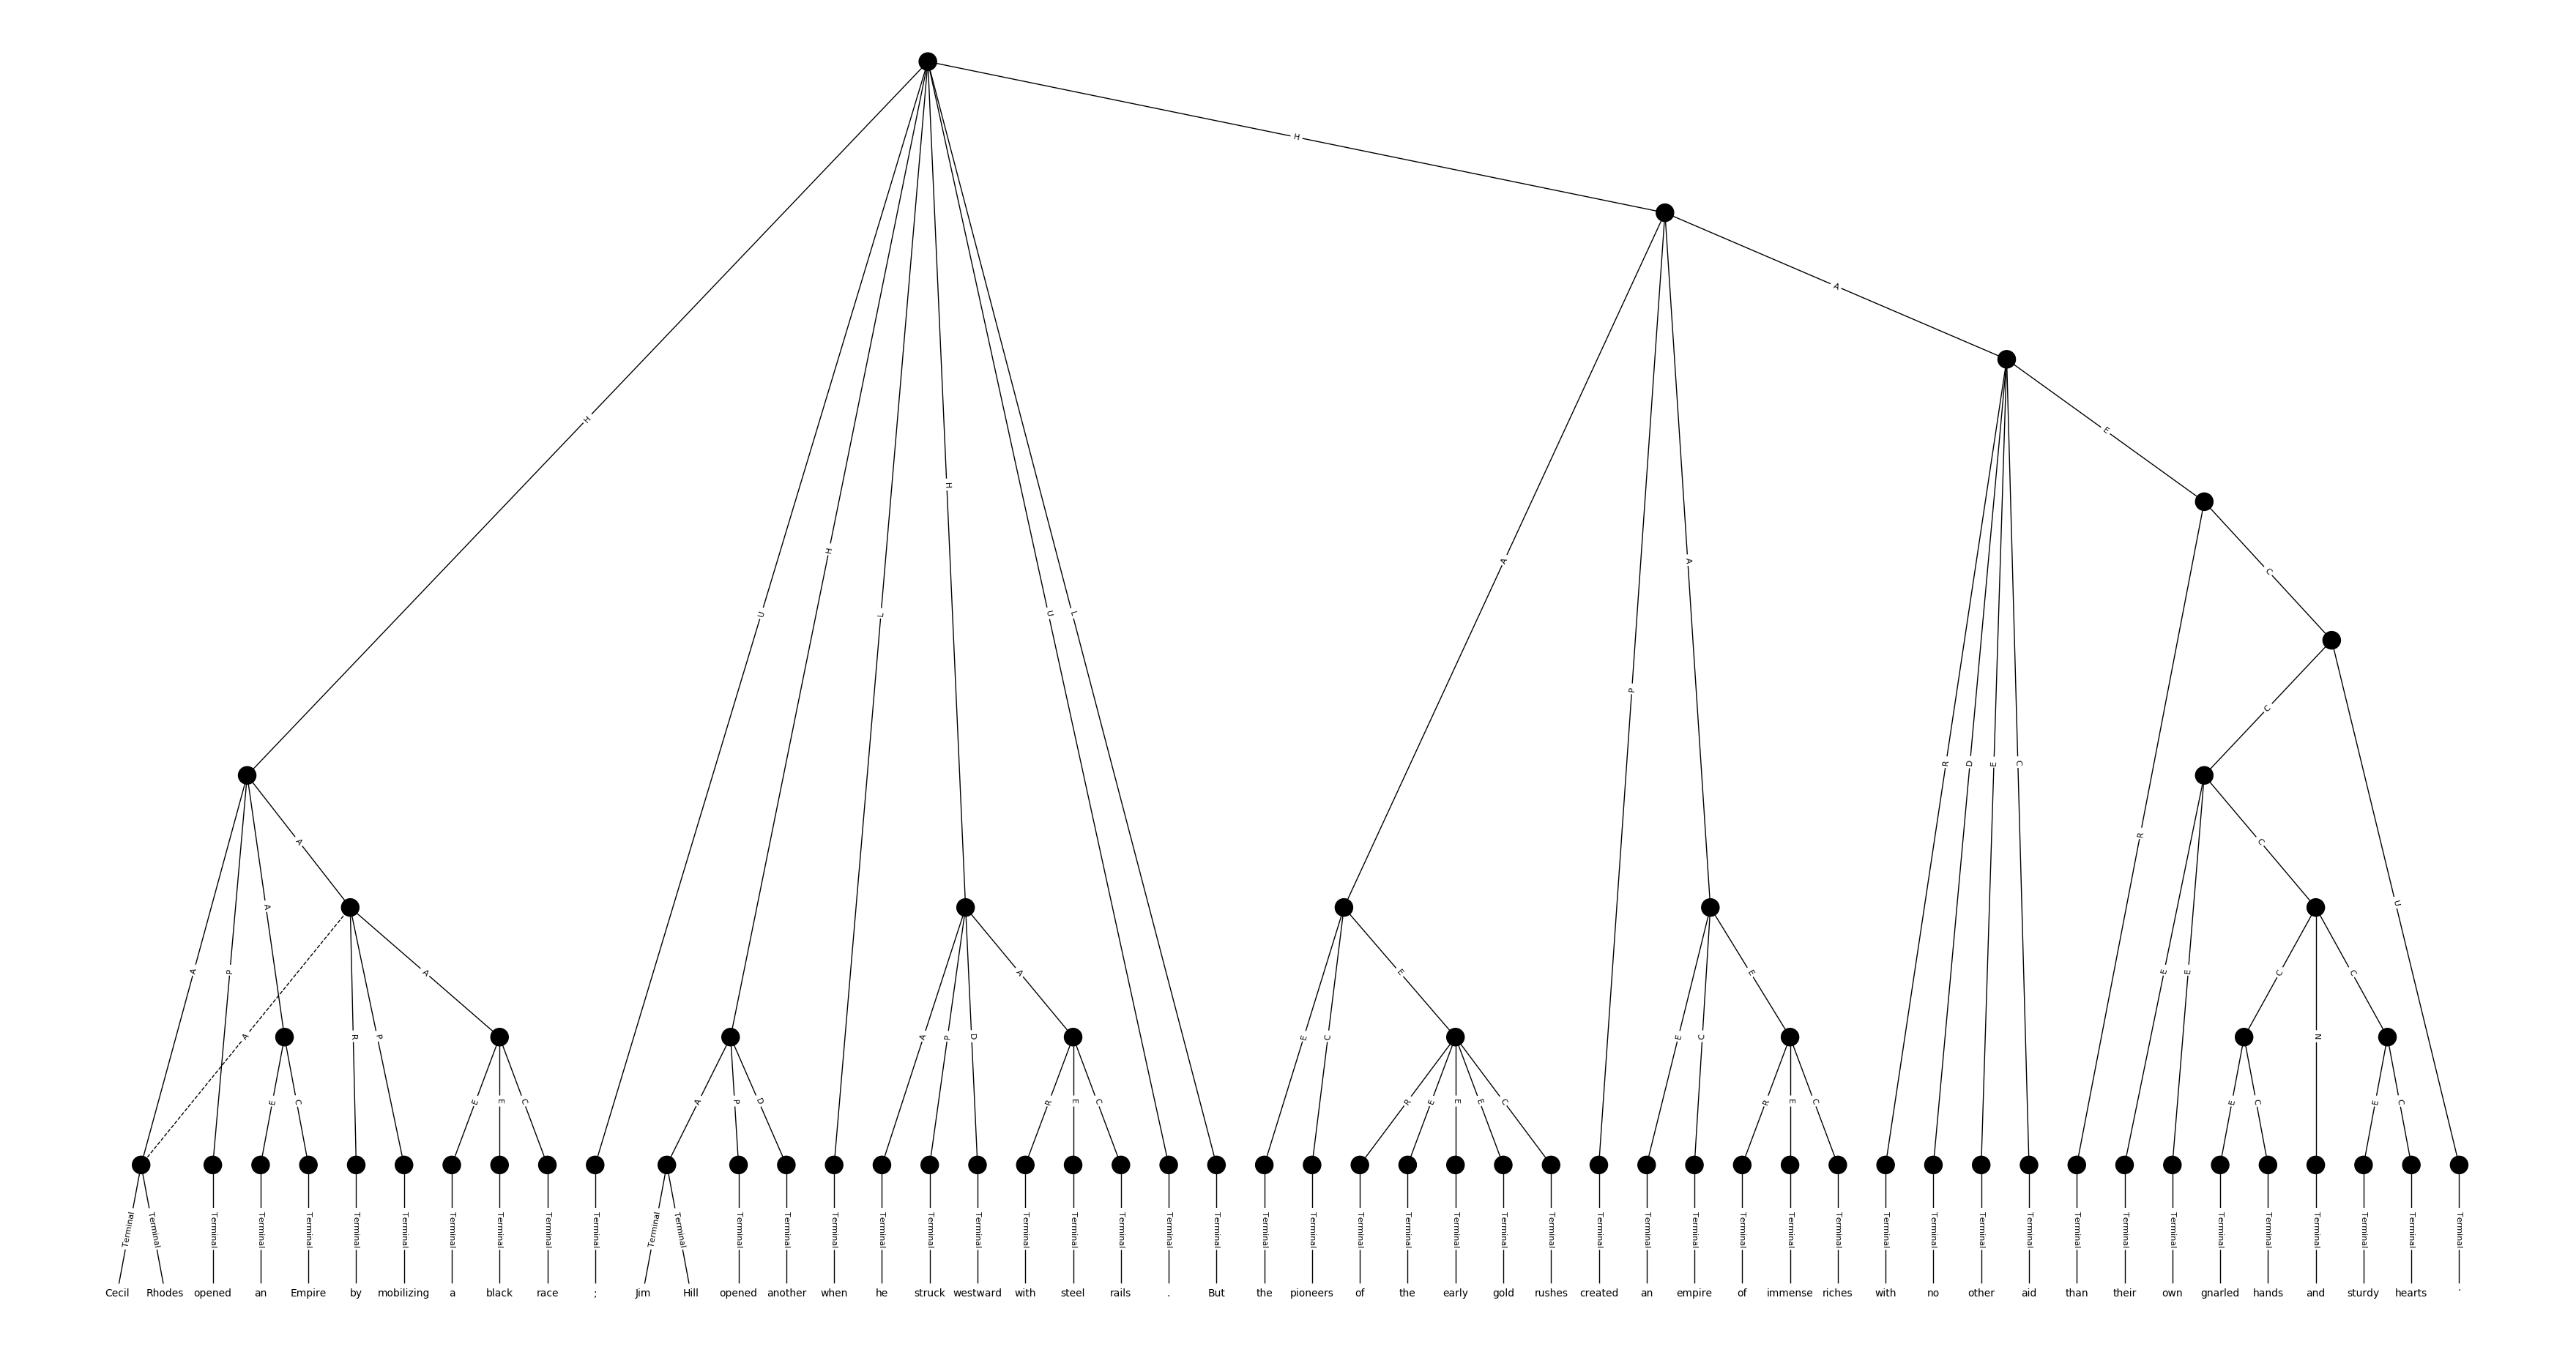 H
A
H
E
C
H
H
A
A
U
L
U
L
C
P
R
D
E
C
R
A
C
A
U
A
P
A
E
E
C
C
A
E
E
A
R
P
A
P
D
E
C
E
C
N
E
C
E
E
C
A
P
D
R
E
C
R
E
E
E
C
R
E
C
E
C
E
C
Terminal Terminal Terminal Terminal Terminal Terminal Terminal Terminal Terminal Terminal Terminal Terminal Terminal Terminal Terminal Terminal Terminal Terminal Terminal Terminal Terminal Terminal Terminal Terminal Terminal Terminal Terminal Terminal Terminal Terminal Terminal Terminal Terminal Terminal Terminal Terminal Terminal Terminal Terminal Terminal Terminal Terminal Terminal Terminal Terminal Terminal Terminal Terminal Terminal Terminal
Cecil Rhodes opened an Empire by mobilizing a black race ; Jim Hill opened another when he struck westward with steel rails . But the pioneers of the early gold rushes created an empire of immense riches with no other aid than their own gnarled hands and sturdy hearts .